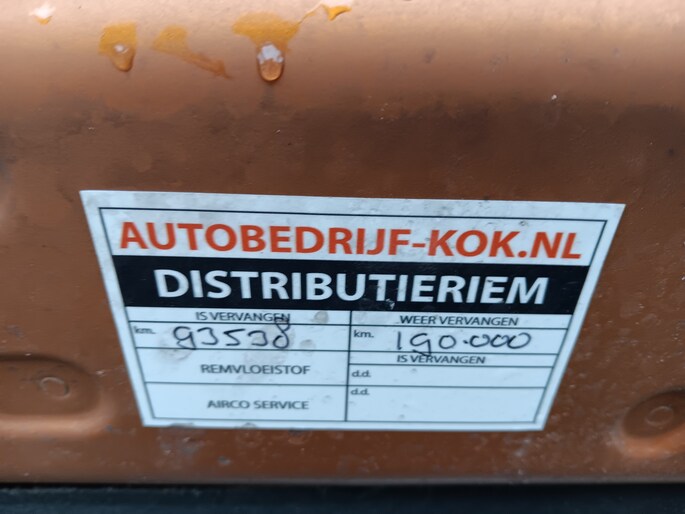 AUTOBEDRIJF-KOK.NL
DISTRIBUTIERIEM
IS VERVANGEN
WEER VERVANGEN
km. 93538
km. 190.000
IS VERVANGEN
REMVLOEISTOF
d.d.
AIRCO SERVICE
d.d.